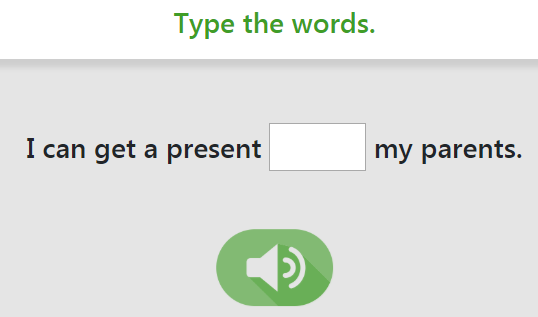 Type the words.
I can get a present my parents.